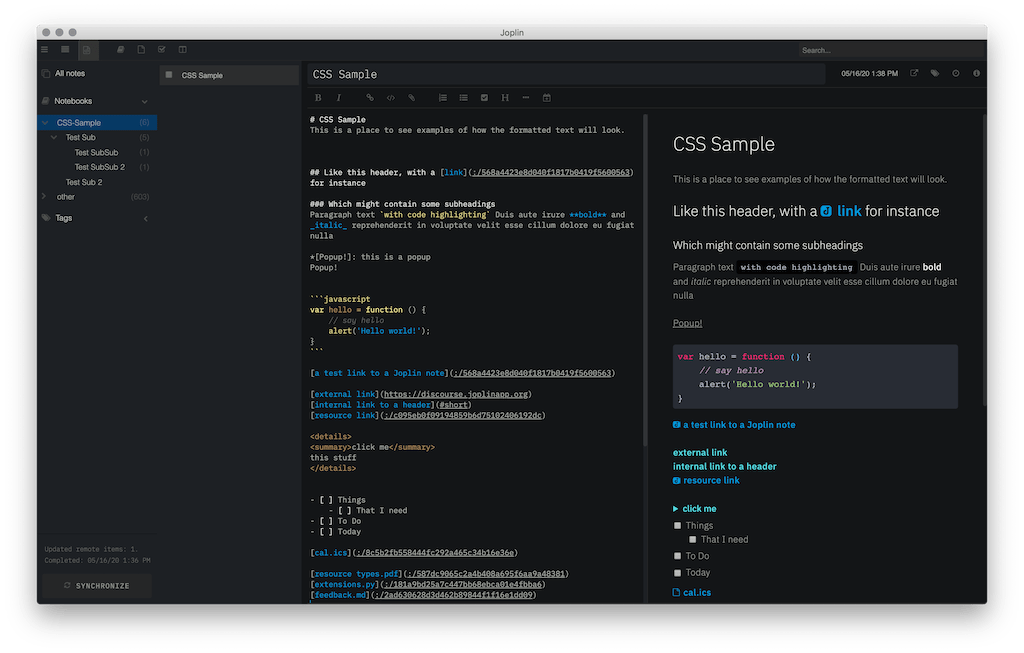 Joplin
Search...
All notes
Notebooks
CSS-Sample (6)
Test Sub (5)
Test SubSub (1)
Test SubSub 2 (1)
Test Sub 2
other (603)
Tags
Updated remote items: 1.
Completed: 05/16/20 1:36 PM
SYNCHRONIZE
CSS Sample
CSS Sample
05/16/20 1:38 PM
# CSS Sample
This is a place to see examples of how the formatted text will look.
## Like this header, with a [link](:/568a4423e8d040f1817b0419f5600563)
for instance
### Which might contain some subheadings
Paragraph text `with code highlighting` Duis aute irure **bold** and
_italic_ reprehenderit in voluptate velit esse cillum dolore eu fugiat
nulla
*[Popup!]: this is a popup
Popup!
```javascript
var hello = function () {
// say hello
alert('Hello world!');
}
```
[a test link to a Joplin note](:/568a4423e8d040f1817b0419f5600563)
[external link](https://discourse.joplinapp.org)
[internal link to a header](#short)
[resource link](:/c095eb0f09194859b6d75102406192dc)
<details>
<summary>click me</summary>
this stuff
</details>
- [ ] Things
- [ ] That I need
- [ ] To Do
- [ ] Today
[cal.ics](:/8c5b2fb558444fc292a465c34b16e36e)
[resource types.pdf](:/587dc9065c2a4b408a695f6aa9a48381)
[extensions.py](:/181a9bd25a7c447bb68ebca01e4fbba6)
[feedback.md](:/2ad630628d3d462b89844f1f16e1dd09)
CSS Sample
This is a place to see examples of how the formatted text will look.
Like this header, with a link for instance
Which might contain some subheadings
Paragraph text with code highlighting Duis aute irure bold
and italic reprehenderit in voluptate velit esse cillum dolore eu fugiat
nulla
Popup!
var hello = function () {
// say hello
alert('Hello world!');
}
a test link to a Joplin note
external link
internal link to a header
resource link
click me
Things
That I need
To Do
Today
cal.ics